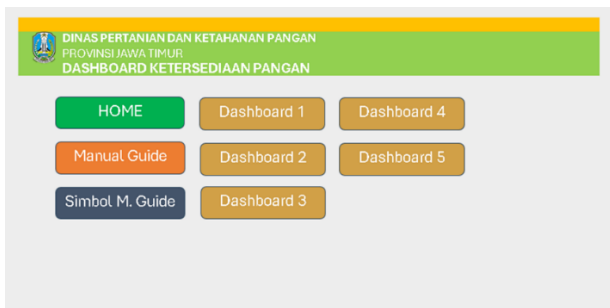 DINAS PERTANIAN DAN KETAHANAN PANGAN
PROVINSI JAWA TIMUR
DASHBOARD KETERSEDIAAN PANGAN
HOME
Dashboard 1
Dashboard 4
Manual Guide
Dashboard 2
Dashboard 5
Simbol M. Guide
Dashboard 3